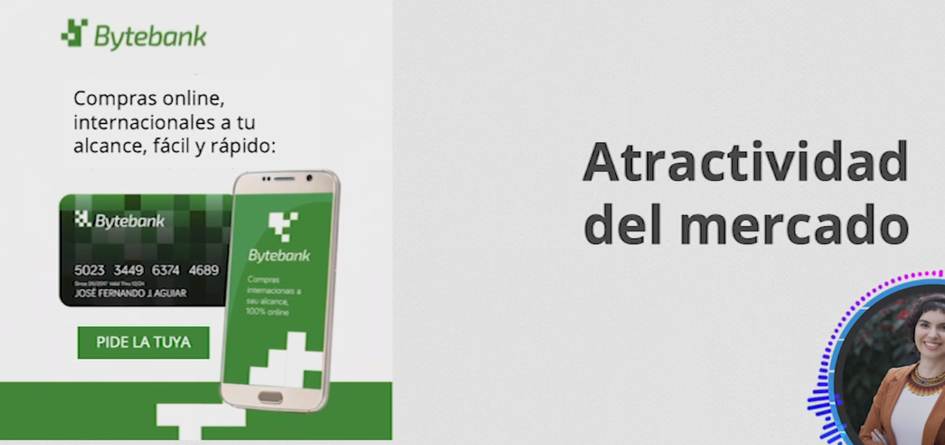 Bytebank
Compras online,
internacionales a tu
alcance, fácil y rápido:
Bytebank
5023 3449 6374 4689
JOSÉ FERNANDO J. AGUIAR
Bytebank
Compras
internacionais a
seu alcance,
100% online
PIDE LA TUYA
Atractividad
del mercado